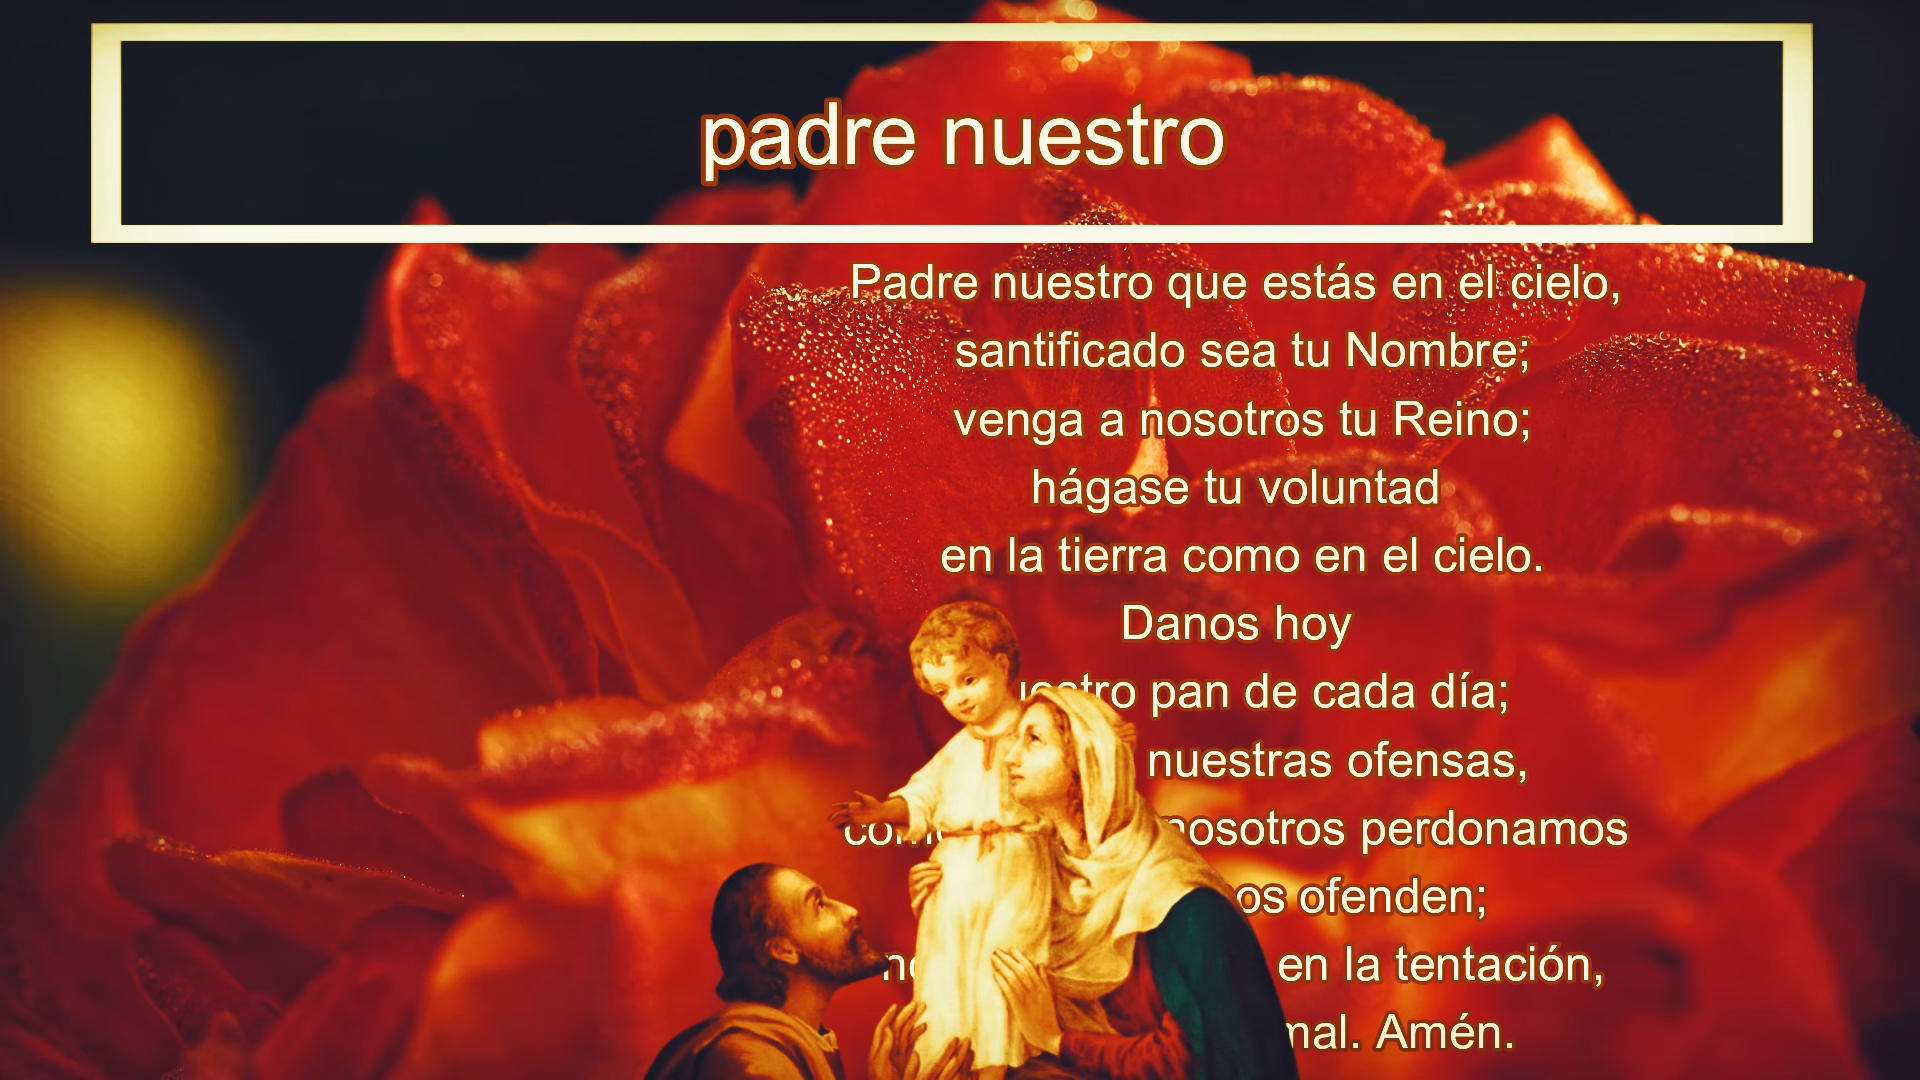 padre nuestro
Padre nuestro que estás en el cielo,
santificado sea tu Nombre;
venga a nosotros tu Reino;
hágase tu voluntad
en la tierra como en el cielo.
Danos hoy
pan de cada día;
nuestras ofensas,
nosotros perdonamos
ofenden;
en la tentación,
mal. Amén.